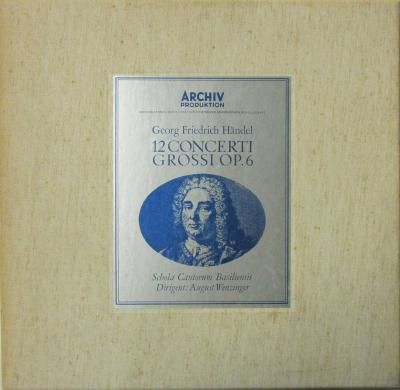 ARCHIV
PRODUKTION
Georg Friedrich Händel
12 CONCERTI
GROSSI OP. 6
Schola Cantorum Basiliensis
Dirigent: August Wenzinger